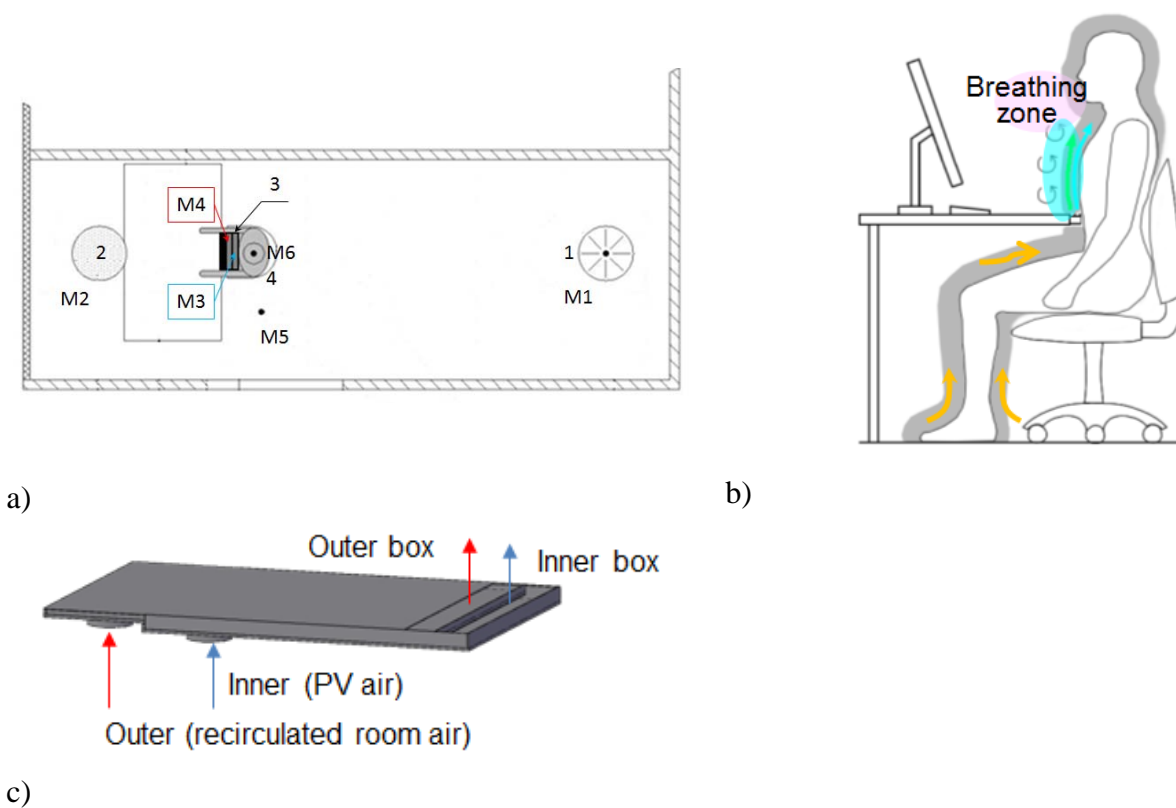 3
M4
2
M6
1
4
M2
M3
M1
M5
a)
Breathing
zone
b)
Outer box
Inner box
Inner (PV air)
Outer (recirculated room air)
c)